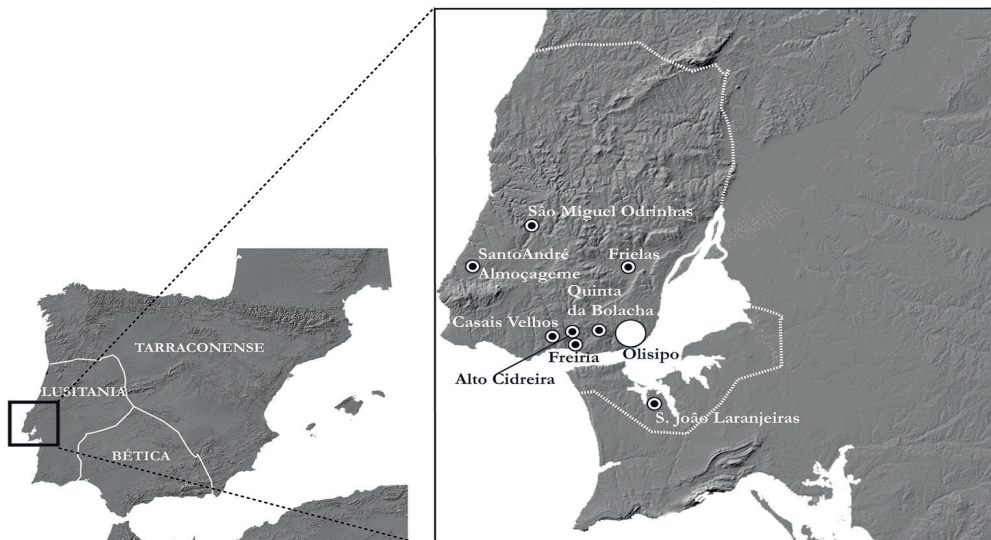 TARRACONENSE
LUSITANIA
BÉTICA
São Miguel Odrinhas
SantoAndré
Almoçageme
Frielas
Quinta
da Bolacha
Casais Velhos
Freiria
Olisipo
Alto Cidreira
S. João Laranjeiras